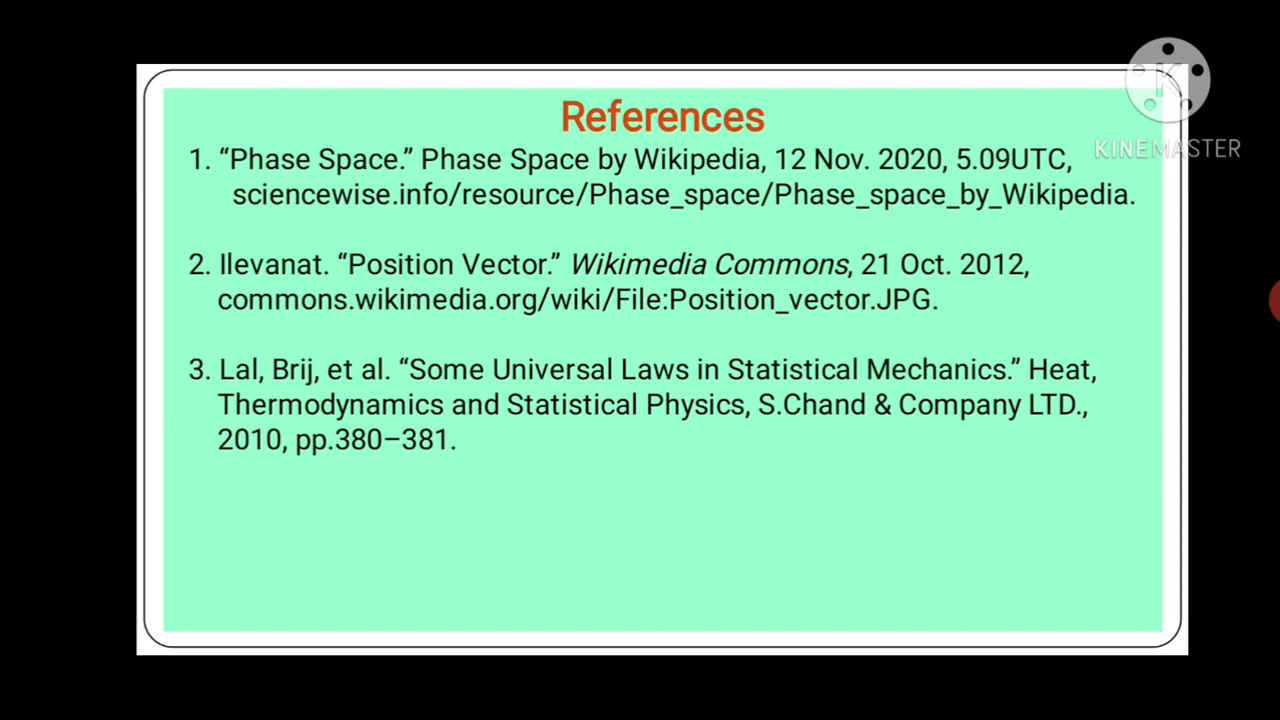 References
1. “Phase Space.” Phase Space by Wikipedia, 12 Nov. 2020, 5.09UTC,
sciencewise.info/resource/Phase_space/Phase_space_by_Wikipedia.
2. Ilevanat. “Position Vector.” Wikimedia Commons, 21 Oct. 2012,
commons.wikimedia.org/wiki/File:Position_vector.JPG.
3. Lal, Brij, et al. “Some Universal Laws in Statistical Mechanics.” Heat,
Thermodynamics and Statistical Physics, S.Chand & Company LTD.,
2010, pp.380–381.
K
KINEMASTER